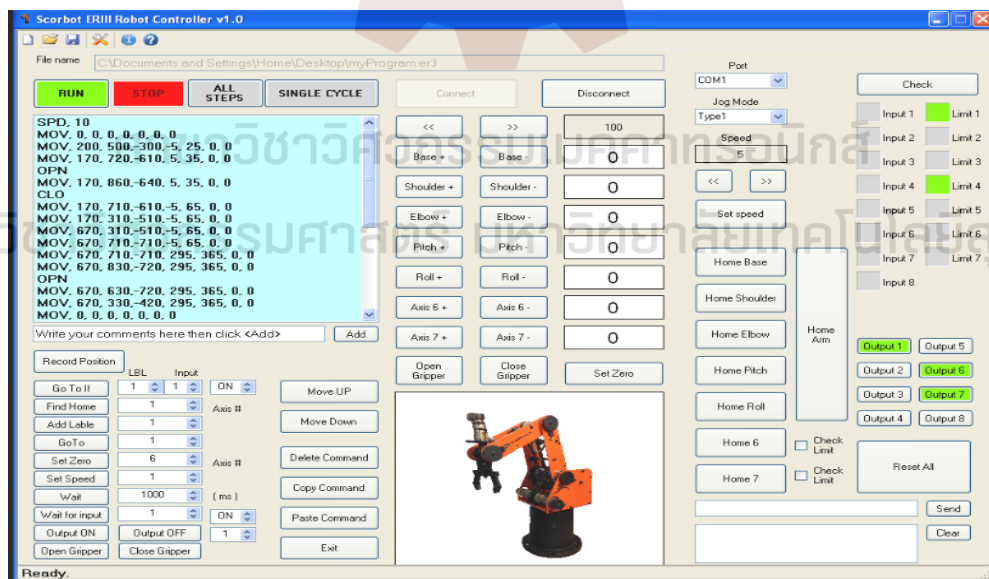 Scorbot ERIII Robot Controller v1.0
File name C:\Documents and Settings\Home\Desktop\myProgram.er3
RUN STOP ALL STEPS SINGLE CYCLE
SPD, 10
MOV, 0, 0, 0, 0, 0, 0, 0
MOV, 200, 500,-300,-5, 25, 0, 0
MOV, 170, 720,-610, 5, 35, 0, 0
OPN
MOV, 170, 860,-640, 5, 35, 0, 0
CLO
MOV, 170, 710,-610,-5, 65, 0, 0
MOV, 170, 310,-510,-5, 65, 0, 0
MOV, 670, 310,-510,-5, 65, 0, 0
MOV, 670, 710,-710,-5, 65, 0, 0
MOV, 670, 710,-710, 295, 365, 0, 0
MOV, 670, 830,-720, 295, 365, 0, 0
OPN
MOV, 670, 630,-720, 295, 365, 0, 0
MOV, 670, 330,-420, 295, 365, 0, 0
MOV, 0, 0, 0, 0, 0, 0, 0
Write your comments here then click <Add> Add
Record Position
LBL Input
Go To If 1 1 ON
Find Home 1 Axis #
Add Lable 1
GoTo 1
Set Zero 6 Axis #
Set Speed 1
Wait 1000 ( ms )
Wait for input 1 ON
Output ON Output OFF 1
Open Gripper Close Gripper
Move UP
Move Down
Delete Command
Copy Command
Paste Command
Exit
Connect Disconnect
<< >> 100
Base + Base - 0
Shoulder + Shoulder - 0
Elbow + Elbow - 0
Pitch + Pitch - 0
Roll + Roll - 0
Axis 6 + Axis 6 - 0
Axis 7 + Axis 7 - 0
Open Gripper Close Gripper Set Zero
Port
COM1
Jog Mode
Type1
Speed
5
<< >>
Set speed
Home Base
Home Shoulder
Home Elbow
Home Pitch
Home Roll
Home 6 Check Limit
Home 7 Check Limit
Home Arm
Check
Input 1 Limit 1
Input 2 Limit 2
Input 3 Limit 3
Input 4 Limit 4
Input 5 Limit 5
Input 6 Limit 6
Input 7 Limit 7
Input 8
Output 1 Output 5
Output 2 Output 6
Output 3 Output 7
Output 4 Output 8
Reset All
Send
Clear
Ready.